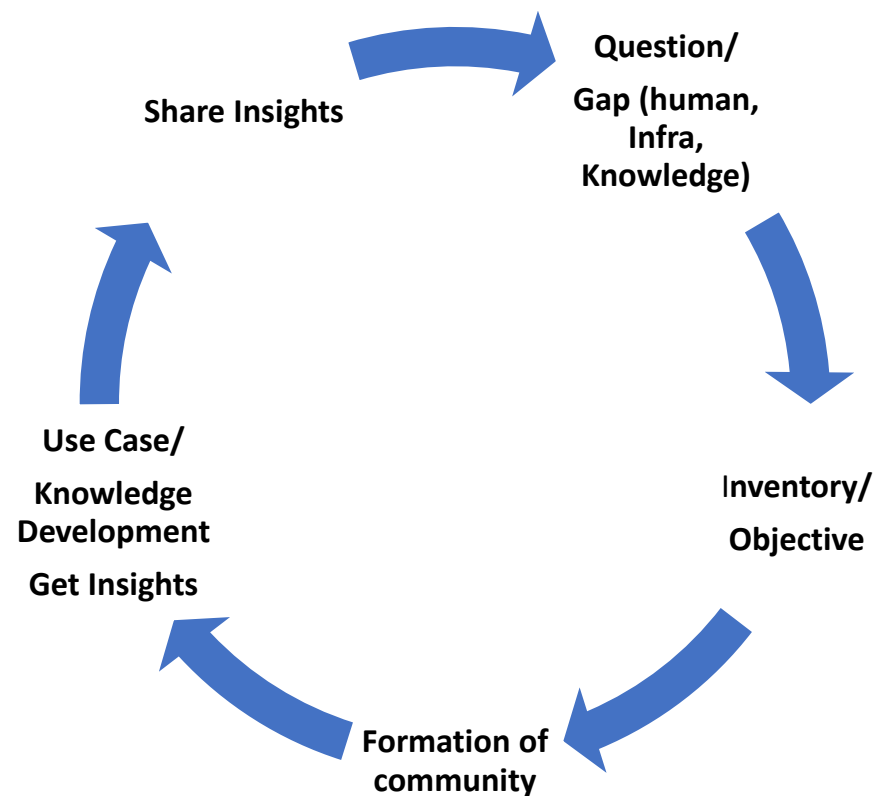 Question/
Gap (human,
Infra,
Knowledge)
Inventory/
Objective
Formation of
community
Use Case/
Knowledge
Development
Get Insights
Share Insights